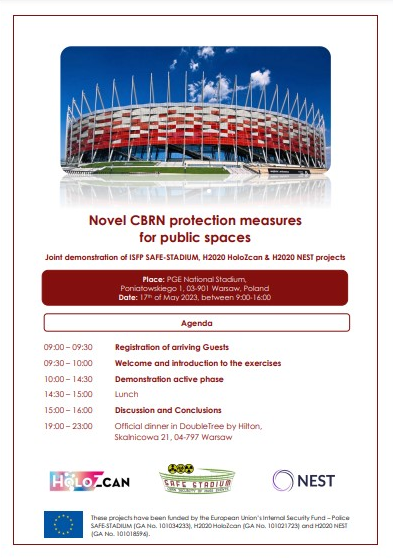 Novel CBRN protection measures
for public spaces
Joint demonstration of ISFP SAFE-STADIUM, H2020 HoloZcan & H2020 NEST projects
Place: PGE National Stadium,
Poniatowskiego 1, 03-901 Warsaw, Poland
Date: 17th of May 2023, between 9:00-16:00
Agenda
09:00 – 09:30 Registration of arriving Guests
09:30 – 10:00 Welcome and introduction to the exercises
10:00 – 14:30 Demonstration active phase
14:30 – 15:00 Lunch
15:00 – 16:00 Discussion and Conclusions
19:00 – 23:00 Official dinner in DoubleTree by Hilton,
Skalnicowa 21, 04-797 Warsaw
HoloZcan
SAFE STADIUM
NEST
These projects have been funded by the European Union's Internal Security Fund – Police
SAFE-STADIUM (GA No. 101034233), H2020 HoloZcan (GA No. 101021723) and H2020 NEST
(GA No. 101018596).